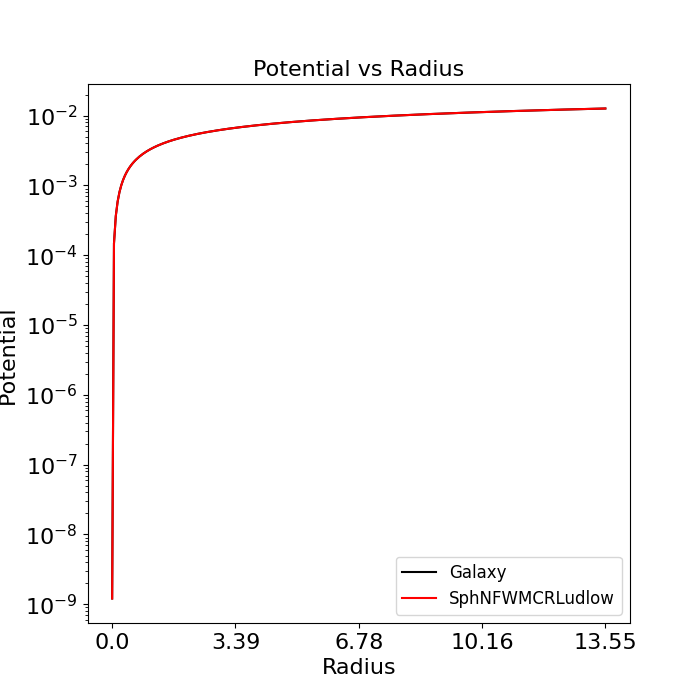 Potential vs Radius
Potential
10⁻²
10⁻³
10⁻⁴
10⁻⁵
10⁻⁶
10⁻⁷
10⁻⁸
10⁻⁹
Galaxy
SphNFWMCRLudlow
0.0 3.39 6.78 10.16 13.55
Radius